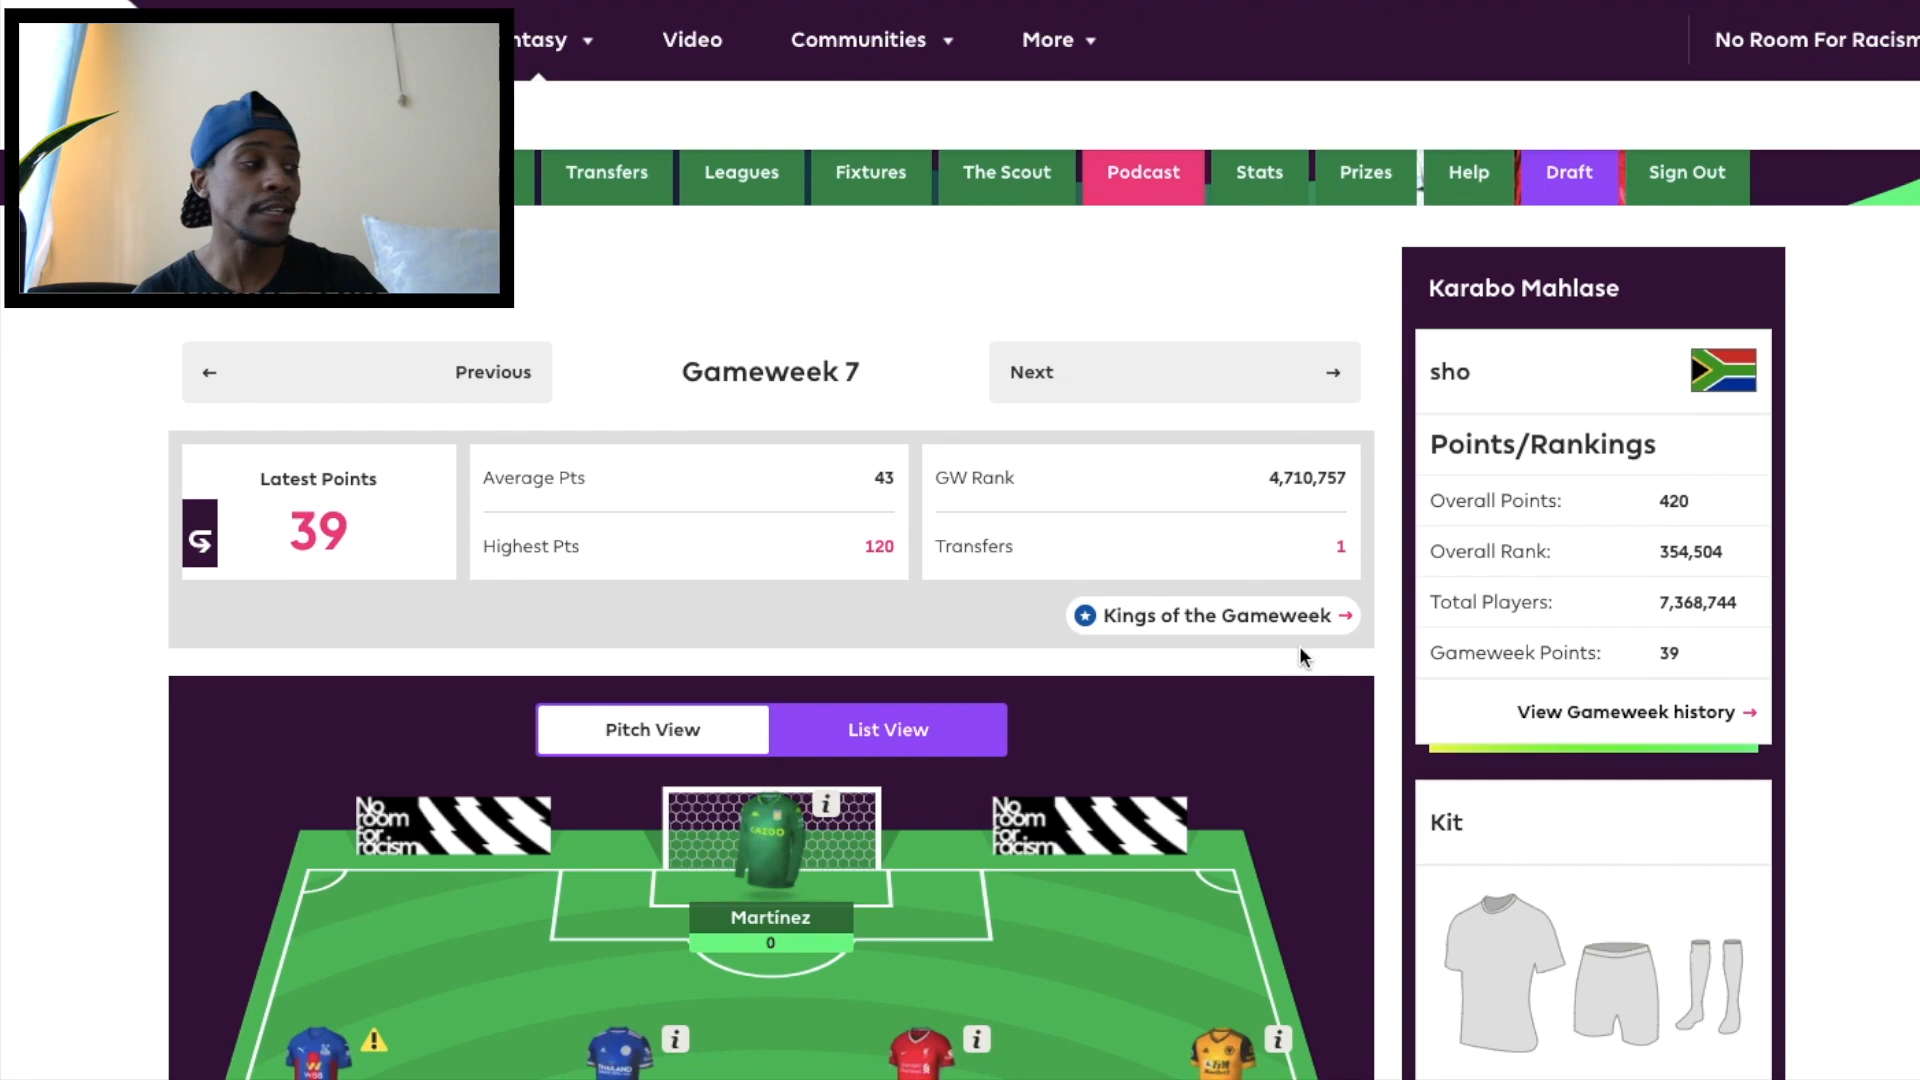 ntasy
Video
Communities
More
No Room For Racism
Transfers
Leagues
Fixtures
The Scout
Podcast
Stats
Prizes
Help
Draft
Sign Out
Karabo Mahlase
sho
← Previous
Gameweek 7
Next →
Points/Rankings
Latest Points
39
Average Pts 43
Highest Pts 120
GW Rank 4,710,757
Transfers 1
Kings of the Gameweek →
Overall Points: 420
Overall Rank: 354,504
Total Players: 7,368,744
Gameweek Points: 39
View Gameweek history →
Pitch View
List View
No
room
for
racism
No
room
for
racism
CAZOO
Martínez
0
Kit
W88
THAILAND